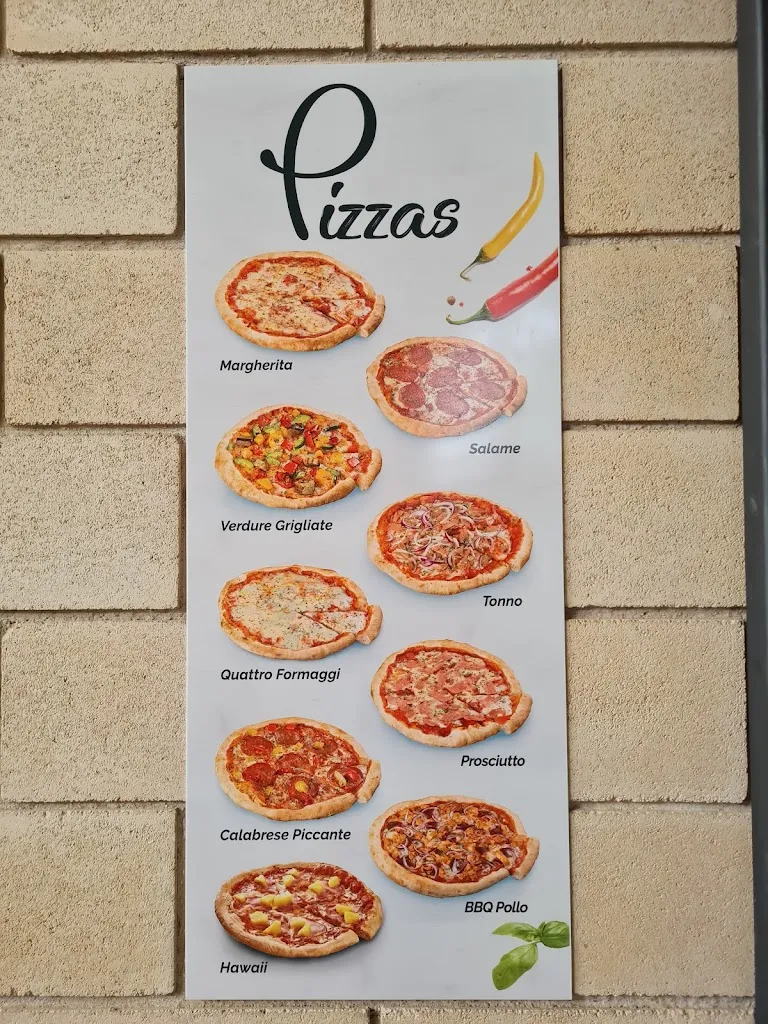 Pizzas
Margherita
Salame
Verdure Grigliate
Tonno
Quattro Formaggi
Prosciutto
Calabrese Piccante
BBQ Pollo
Hawaii